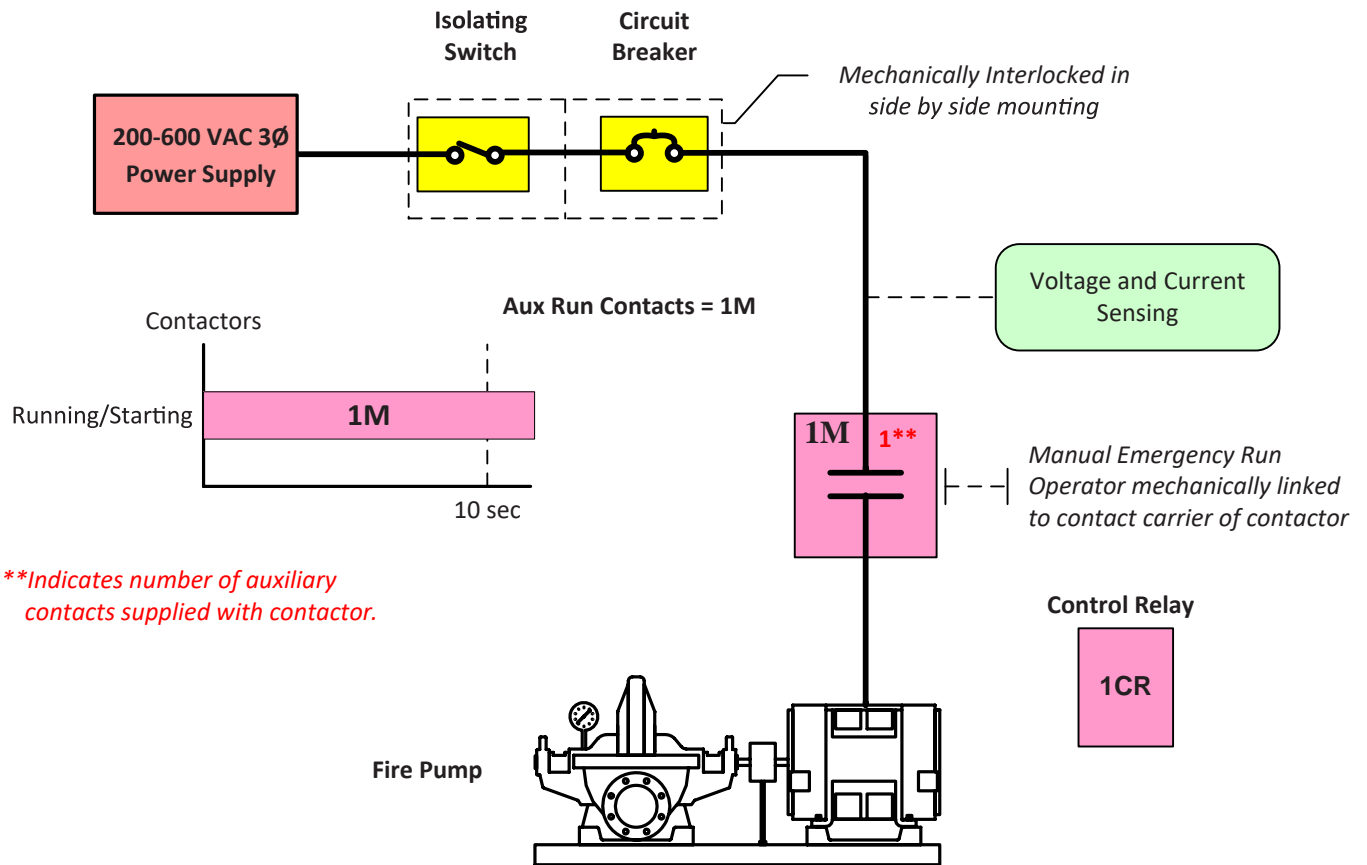 Isolating
Switch
Circuit
Breaker
Mechanically Interlocked in
side by side mounting
200-600 VAC 3Ø
Power Supply
Voltage and Current
Sensing
Aux Run Contacts = 1M
Contactors
Running/Starting
1M
10 sec
1M
1**
Manual Emergency Run
Operator mechanically linked
to contact carrier of contactor
**Indicates number of auxiliary
contacts supplied with contactor.
Control Relay
1CR
Fire Pump